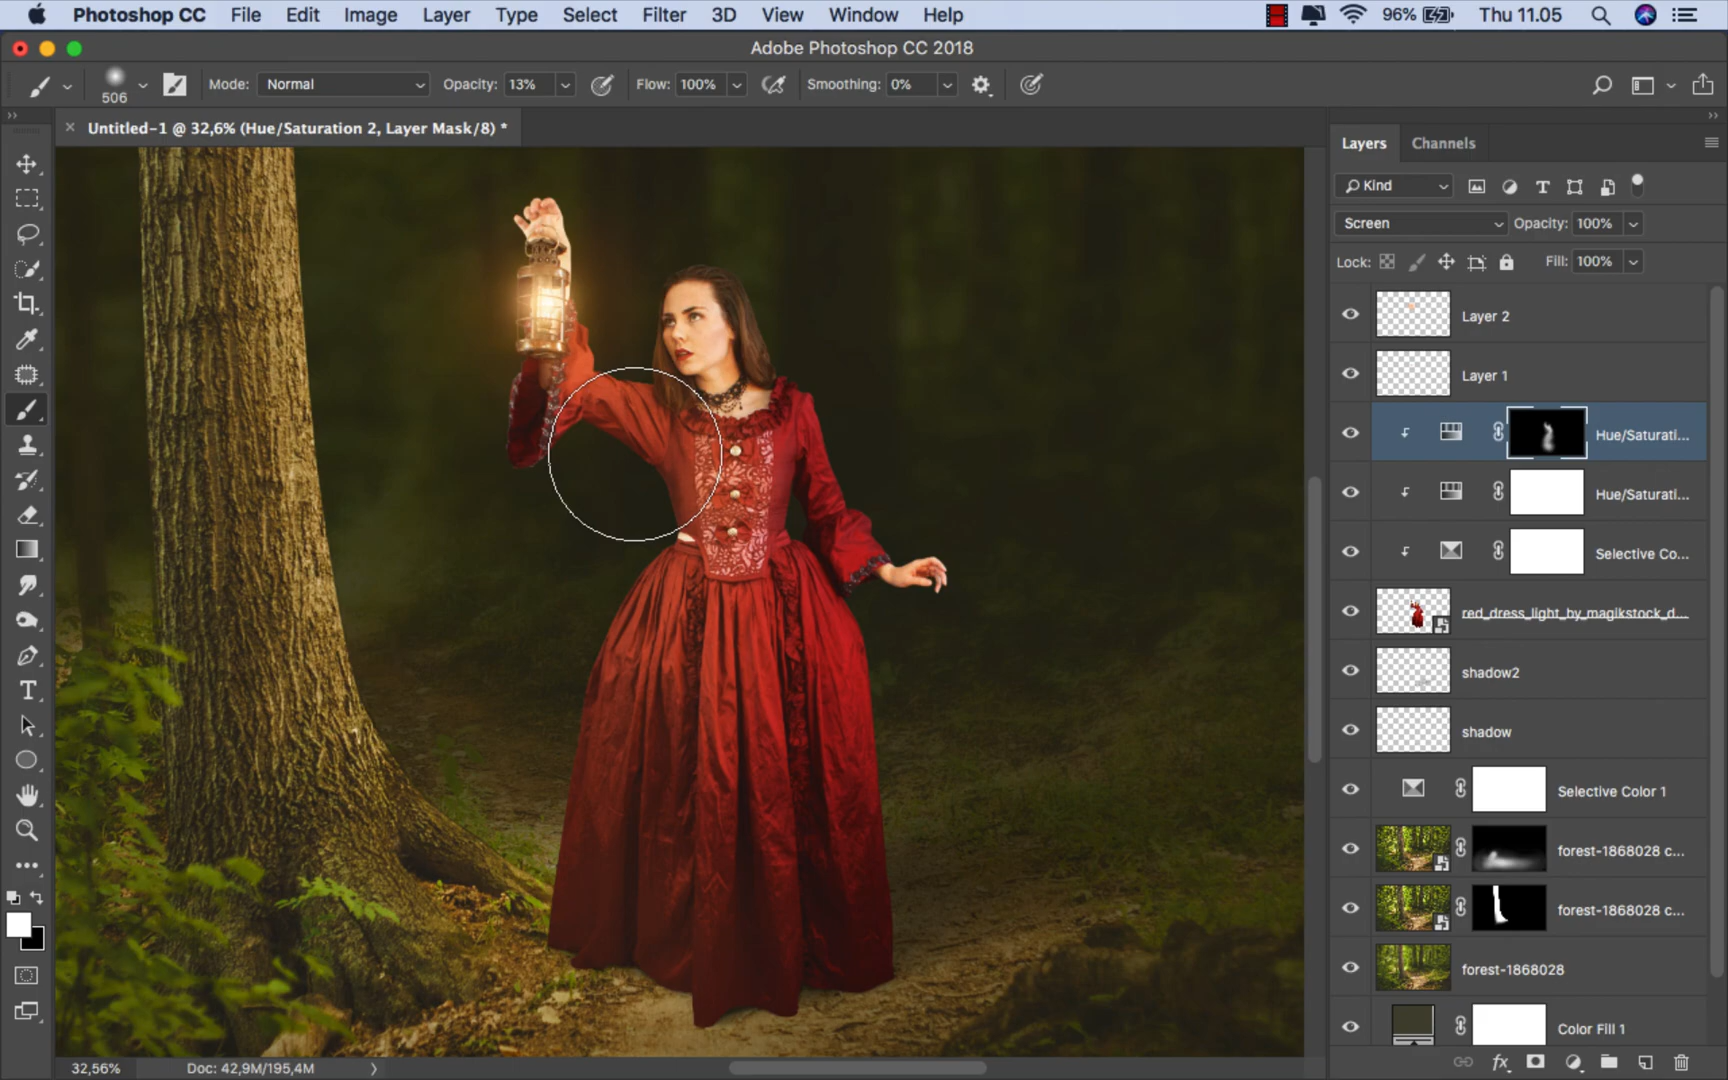 Photoshop CC File Edit Image Layer Type Select Filter 3D View Window Help 96% Thu 11.05
Adobe Photoshop CC 2018
506 Mode: Normal Opacity: 13% Flow: 100% Smoothing: 0%
Untitled-1 @ 32,6% (Hue/Saturation 2, Layer Mask/8) *
Layers Channels
Kind
Screen Opacity: 100%
Lock: Fill: 100%
Layer 2
Layer 1
Hue/Saturati...
Hue/Saturati...
Selective Co...
red_dress_light_by_magikstock_d...
shadow2
shadow
Selective Color 1
forest-1868028 c...
forest-1868028 c...
forest-1868028
Color Fill 1
32,56% Doc: 42,9M/195,4M